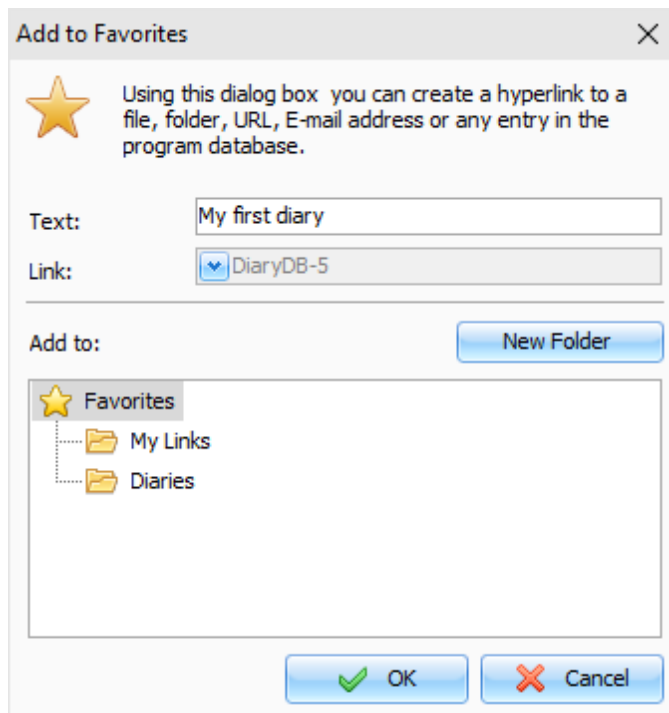 Add to Favorites
Using this dialog box you can create a hyperlink to a
file, folder, URL, E-mail address or any entry in the
program database.
Text: My first diary
Link: DiaryDB-5
Add to: New Folder
Favorites
My Links
Diaries
OK Cancel